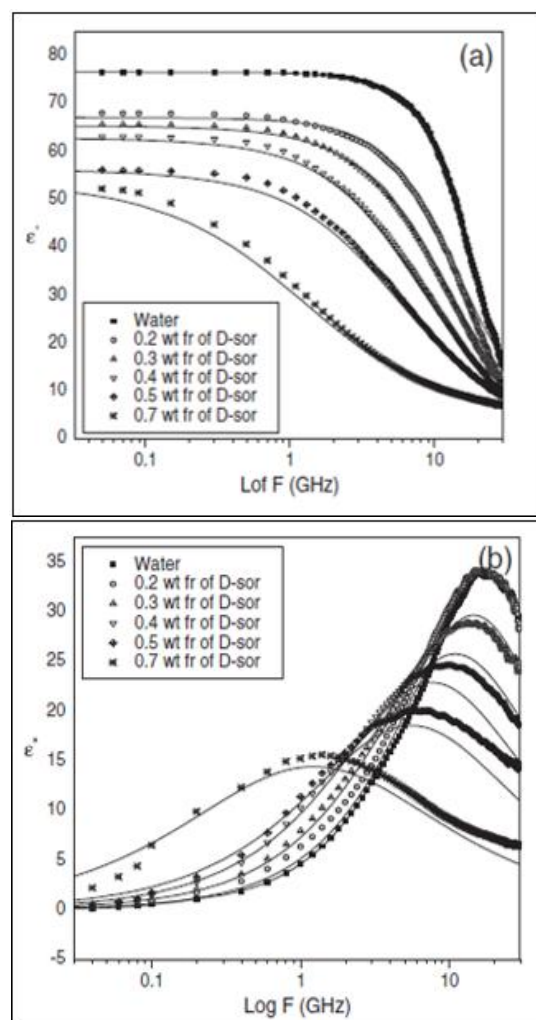 (a)
80
70
60
50
40
30
20
10
0
ε
Water
0.2 wt fr of D-sor
0.3 wt fr of D-sor
0.4 wt fr of D-sor
0.5 wt fr of D-sor
0.7 wt fr of D-sor
0.1
1
10
Lof F (GHz)
(b)
35
30
25
20
15
10
5
0
-5
ε
Water
0.2 wt fr of D-sor
0.3 wt fr of D-sor
0.4 wt fr of D-sor
0.5 wt fr of D-sor
0.7 wt fr of D-sor
0.1
1
10
Log F (GHz)